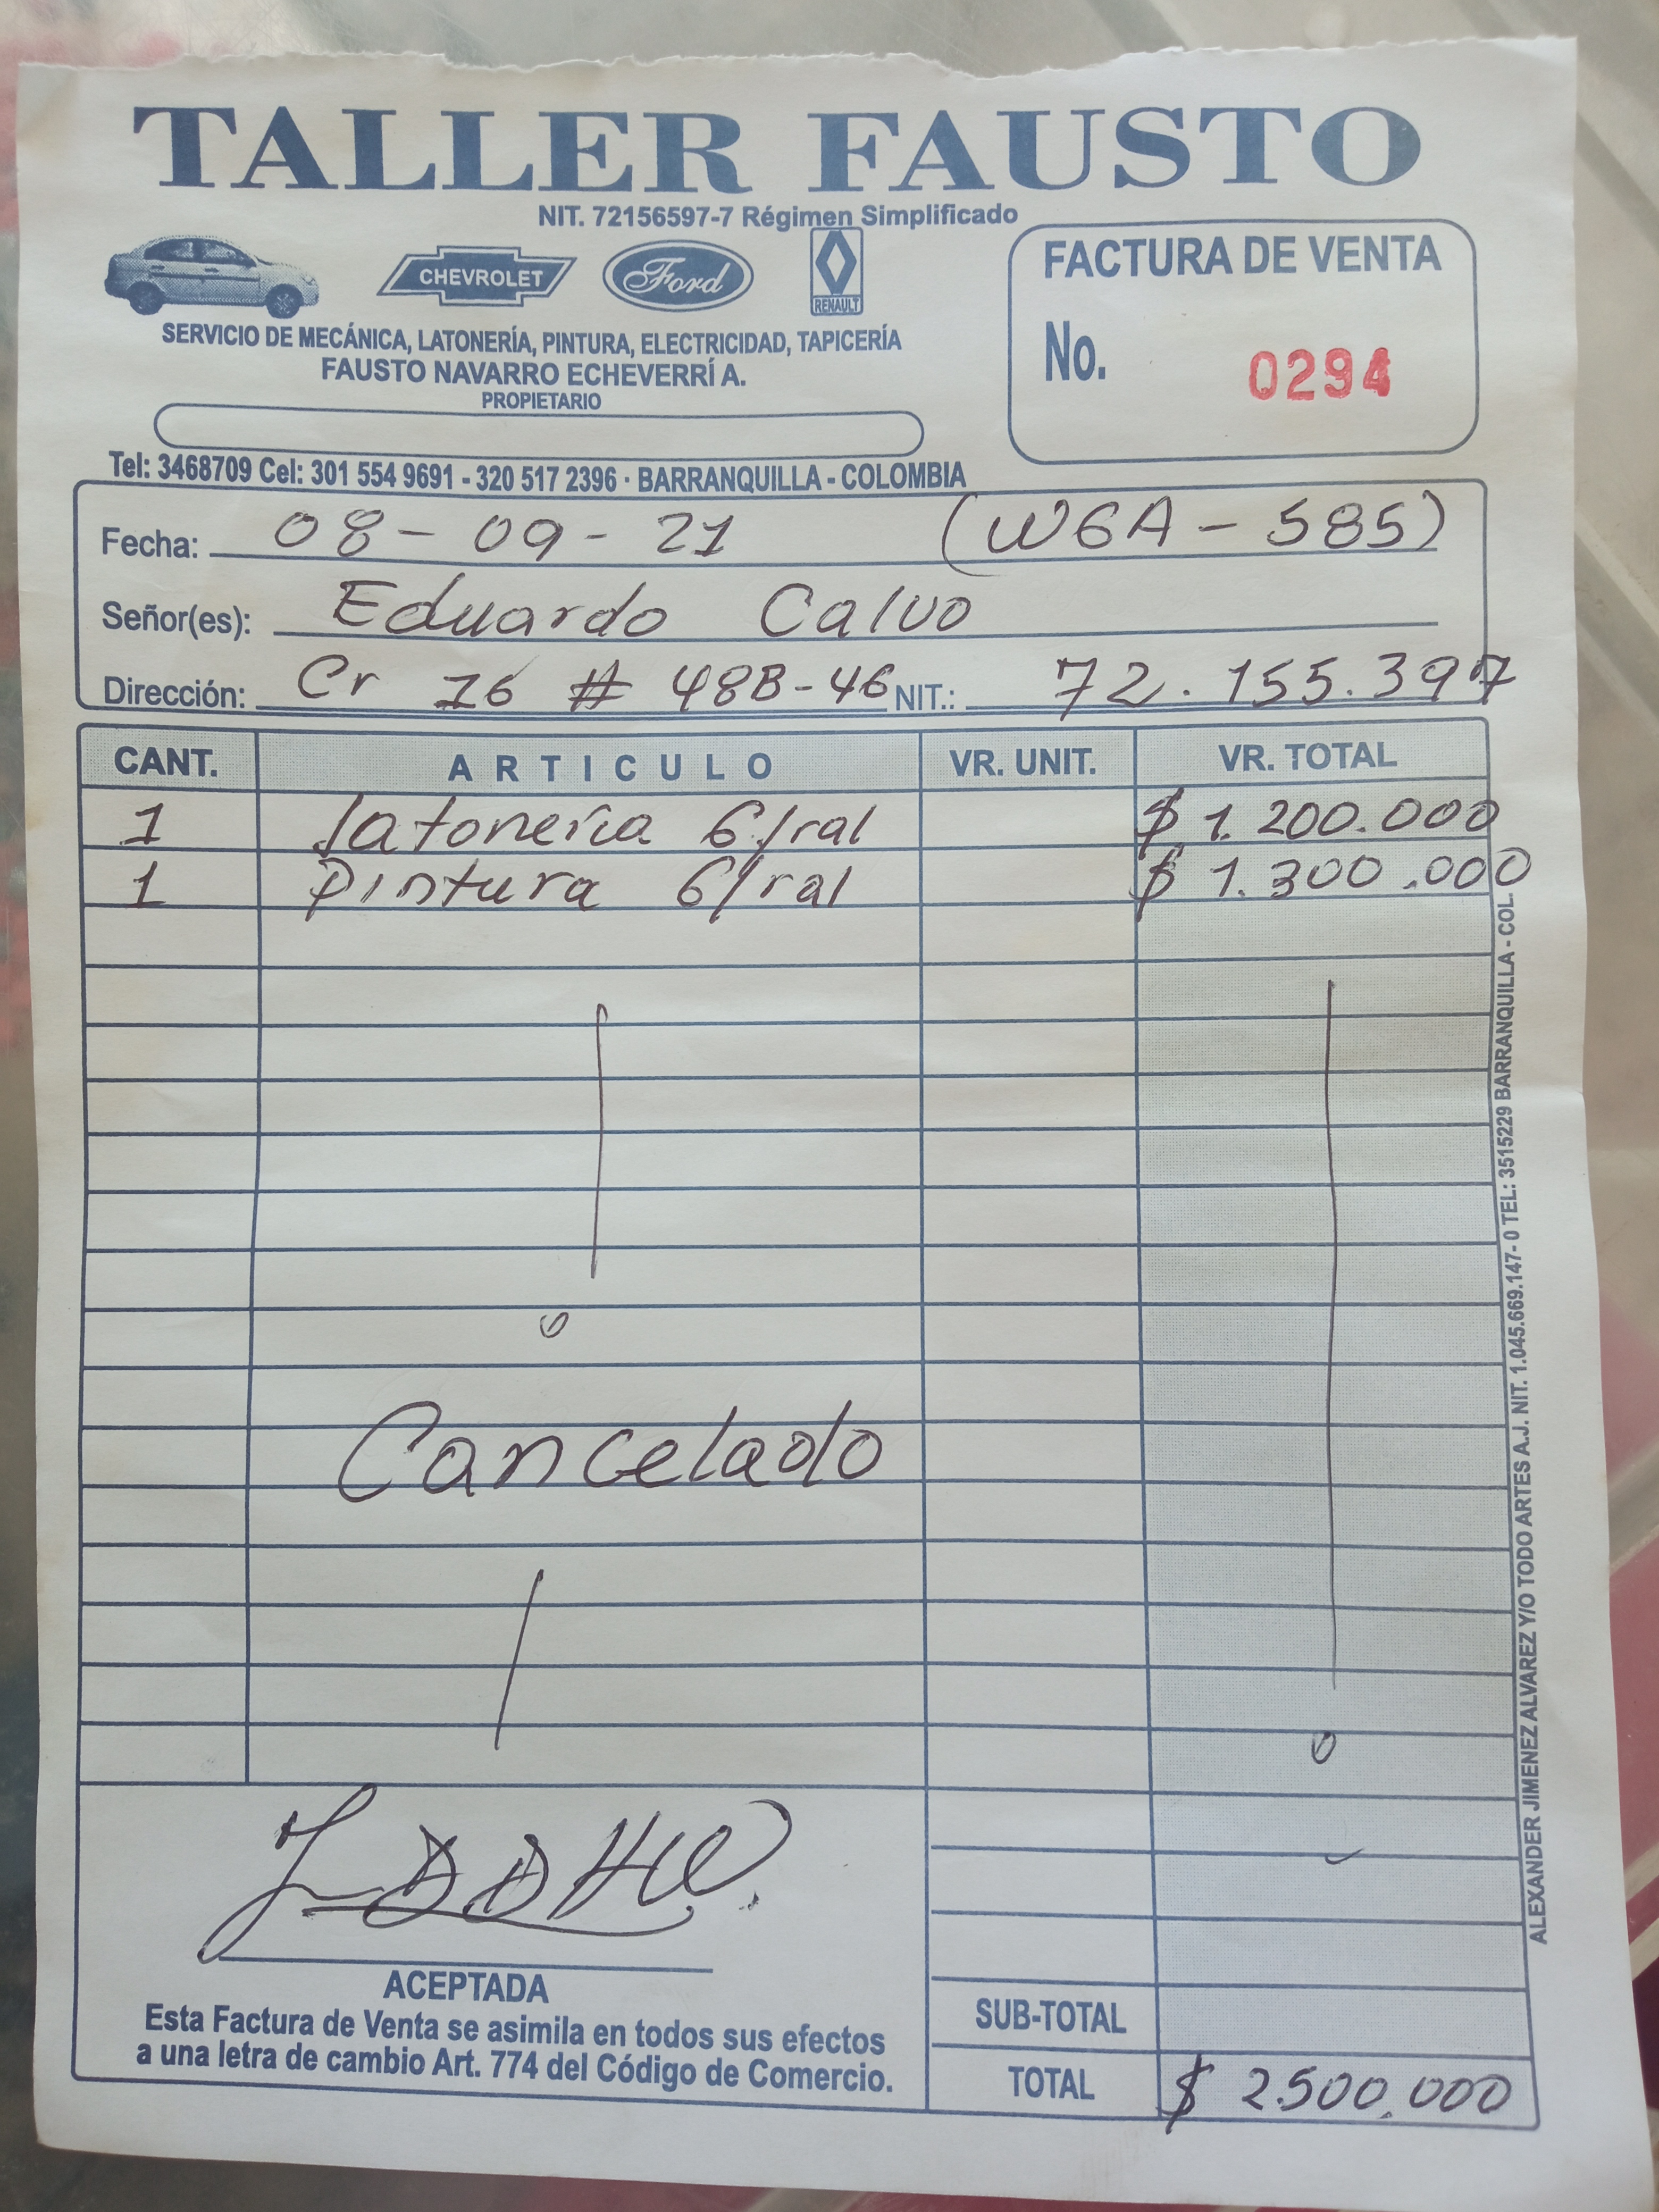 TALLER FAUSTO
NIT. 72156597-7 Régimen Simplificado
CHEVROLET
Ford
RENAULT
SERVICIO DE MECÁNICA, LATONERÍA, PINTURA, ELECTRICIDAD, TAPICERÍA
FAUSTO NAVARRO ECHEVERRÍ A.
PROPIETARIO
FACTURA DE VENTA
No. 0294
Tel: 3468709 Cel: 301 554 9691 - 320 517 2396 · BARRANQUILLA - COLOMBIA
Fecha: 08-09-21 (WGA-585)
Señor(es): Eduardo Calvo
Dirección: Cr 16 # 48B-46 NIT.: 72.155.397
CANT. ARTICULO VR. UNIT. VR. TOTAL
1 latonería G/ral $ 1.200.000
1 Pintura G/ral $ 1.300.000
Cancelado
ACEPTADA
Esta Factura de Venta se asimila en todos sus efectos
a una letra de cambio Art. 774 del Código de Comercio.
SUB-TOTAL
TOTAL $ 2.500.000
ALEXANDER JIMENEZ ALVAREZ Y/O TODO ARTES A.J. NIT. 1.045.669.147- 0 TEL: 3515229 BARRANQUILLA - COL.